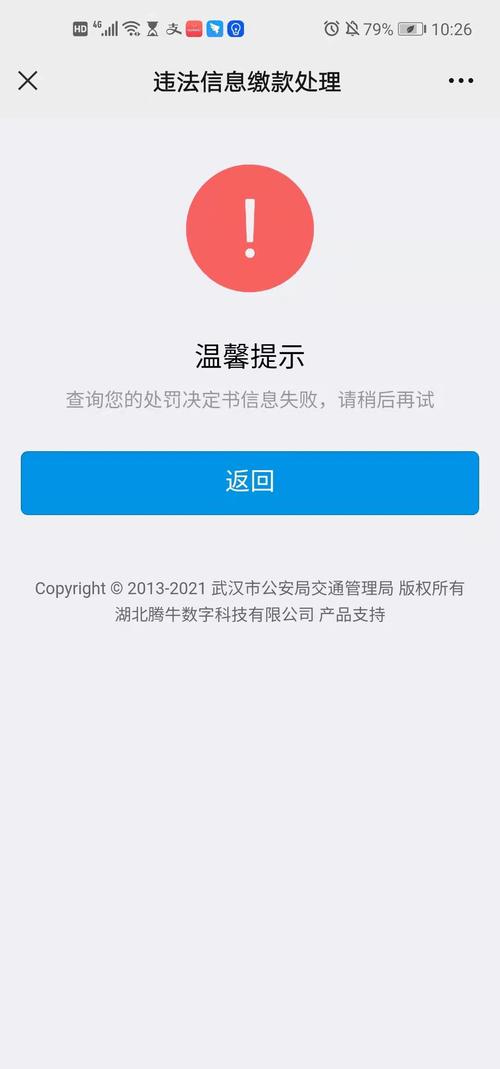 HD 4G 支 79% 10:26
违法信息缴款处理
温馨提示
查询您的处罚决定书信息失败，请稍后再试
返回
Copyright © 2013-2021 武汉市公安局交通管理局 版权所有
湖北腾牛数字科技有限公司 产品支持